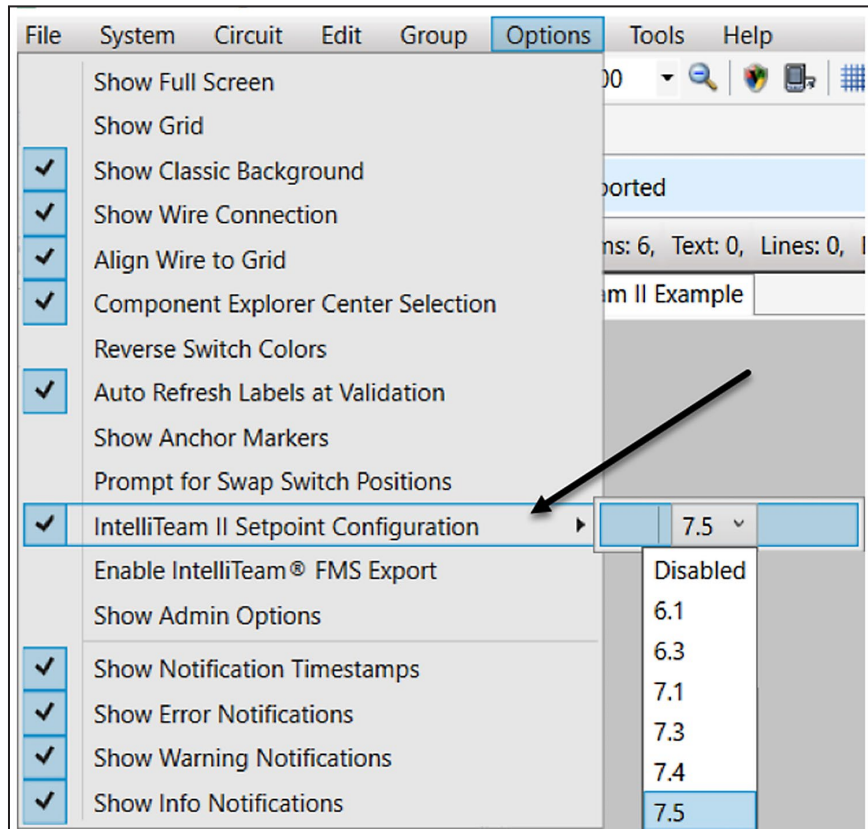 File System Circuit Edit Group Options Tools Help
Show Full Screen
Show Grid
Show Classic Background
Show Wire Connection
ported
Align Wire to Grid
ms: 6, Text: 0, Lines: 0,
Component Explorer Center Selection
am II Example
Reverse Switch Colors
Auto Refresh Labels at Validation
Show Anchor Markers
Prompt for Swap Switch Positions
IntelliTeam II Setpoint Configuration
7.5
Enable IntelliTeam® FMS Export
Disabled
Show Admin Options
6.1
6.3
Show Notification Timestamps
7.1
Show Error Notifications
7.3
Show Warning Notifications
7.4
Show Info Notifications
7.5